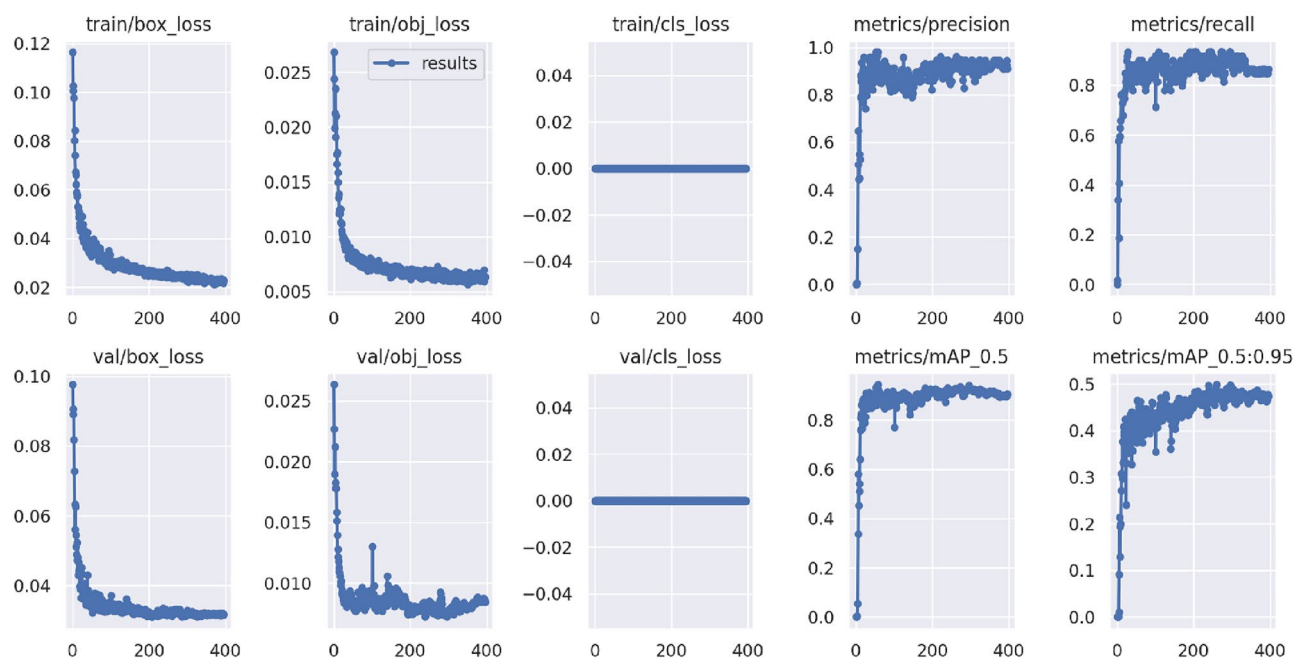 train/box_loss train/obj_loss train/cls_loss metrics/precision metrics/recall
0.12 0.10 0.08 0.06 0.04 0.02
0.025 0.020 0.015 0.010 0.005
results
0.04 0.02 0.00 −0.02 −0.04
1.0 0.8 0.6 0.4 0.2 0.0
0.8 0.6 0.4 0.2 0.0
0 200 400 0 200 400 0 200 400 0 200 400 0 200 400
val/box_loss val/obj_loss val/cls_loss metrics/mAP_0.5 metrics/mAP_0.5:0.95
0.10 0.08 0.06 0.04
0.025 0.020 0.015 0.010
0.04 0.02 0.00 −0.02 −0.04
0.8 0.6 0.4 0.2 0.0
0.5 0.4 0.3 0.2 0.1 0.0
0 200 400 0 200 400 0 200 400 0 200 400 0 200 400